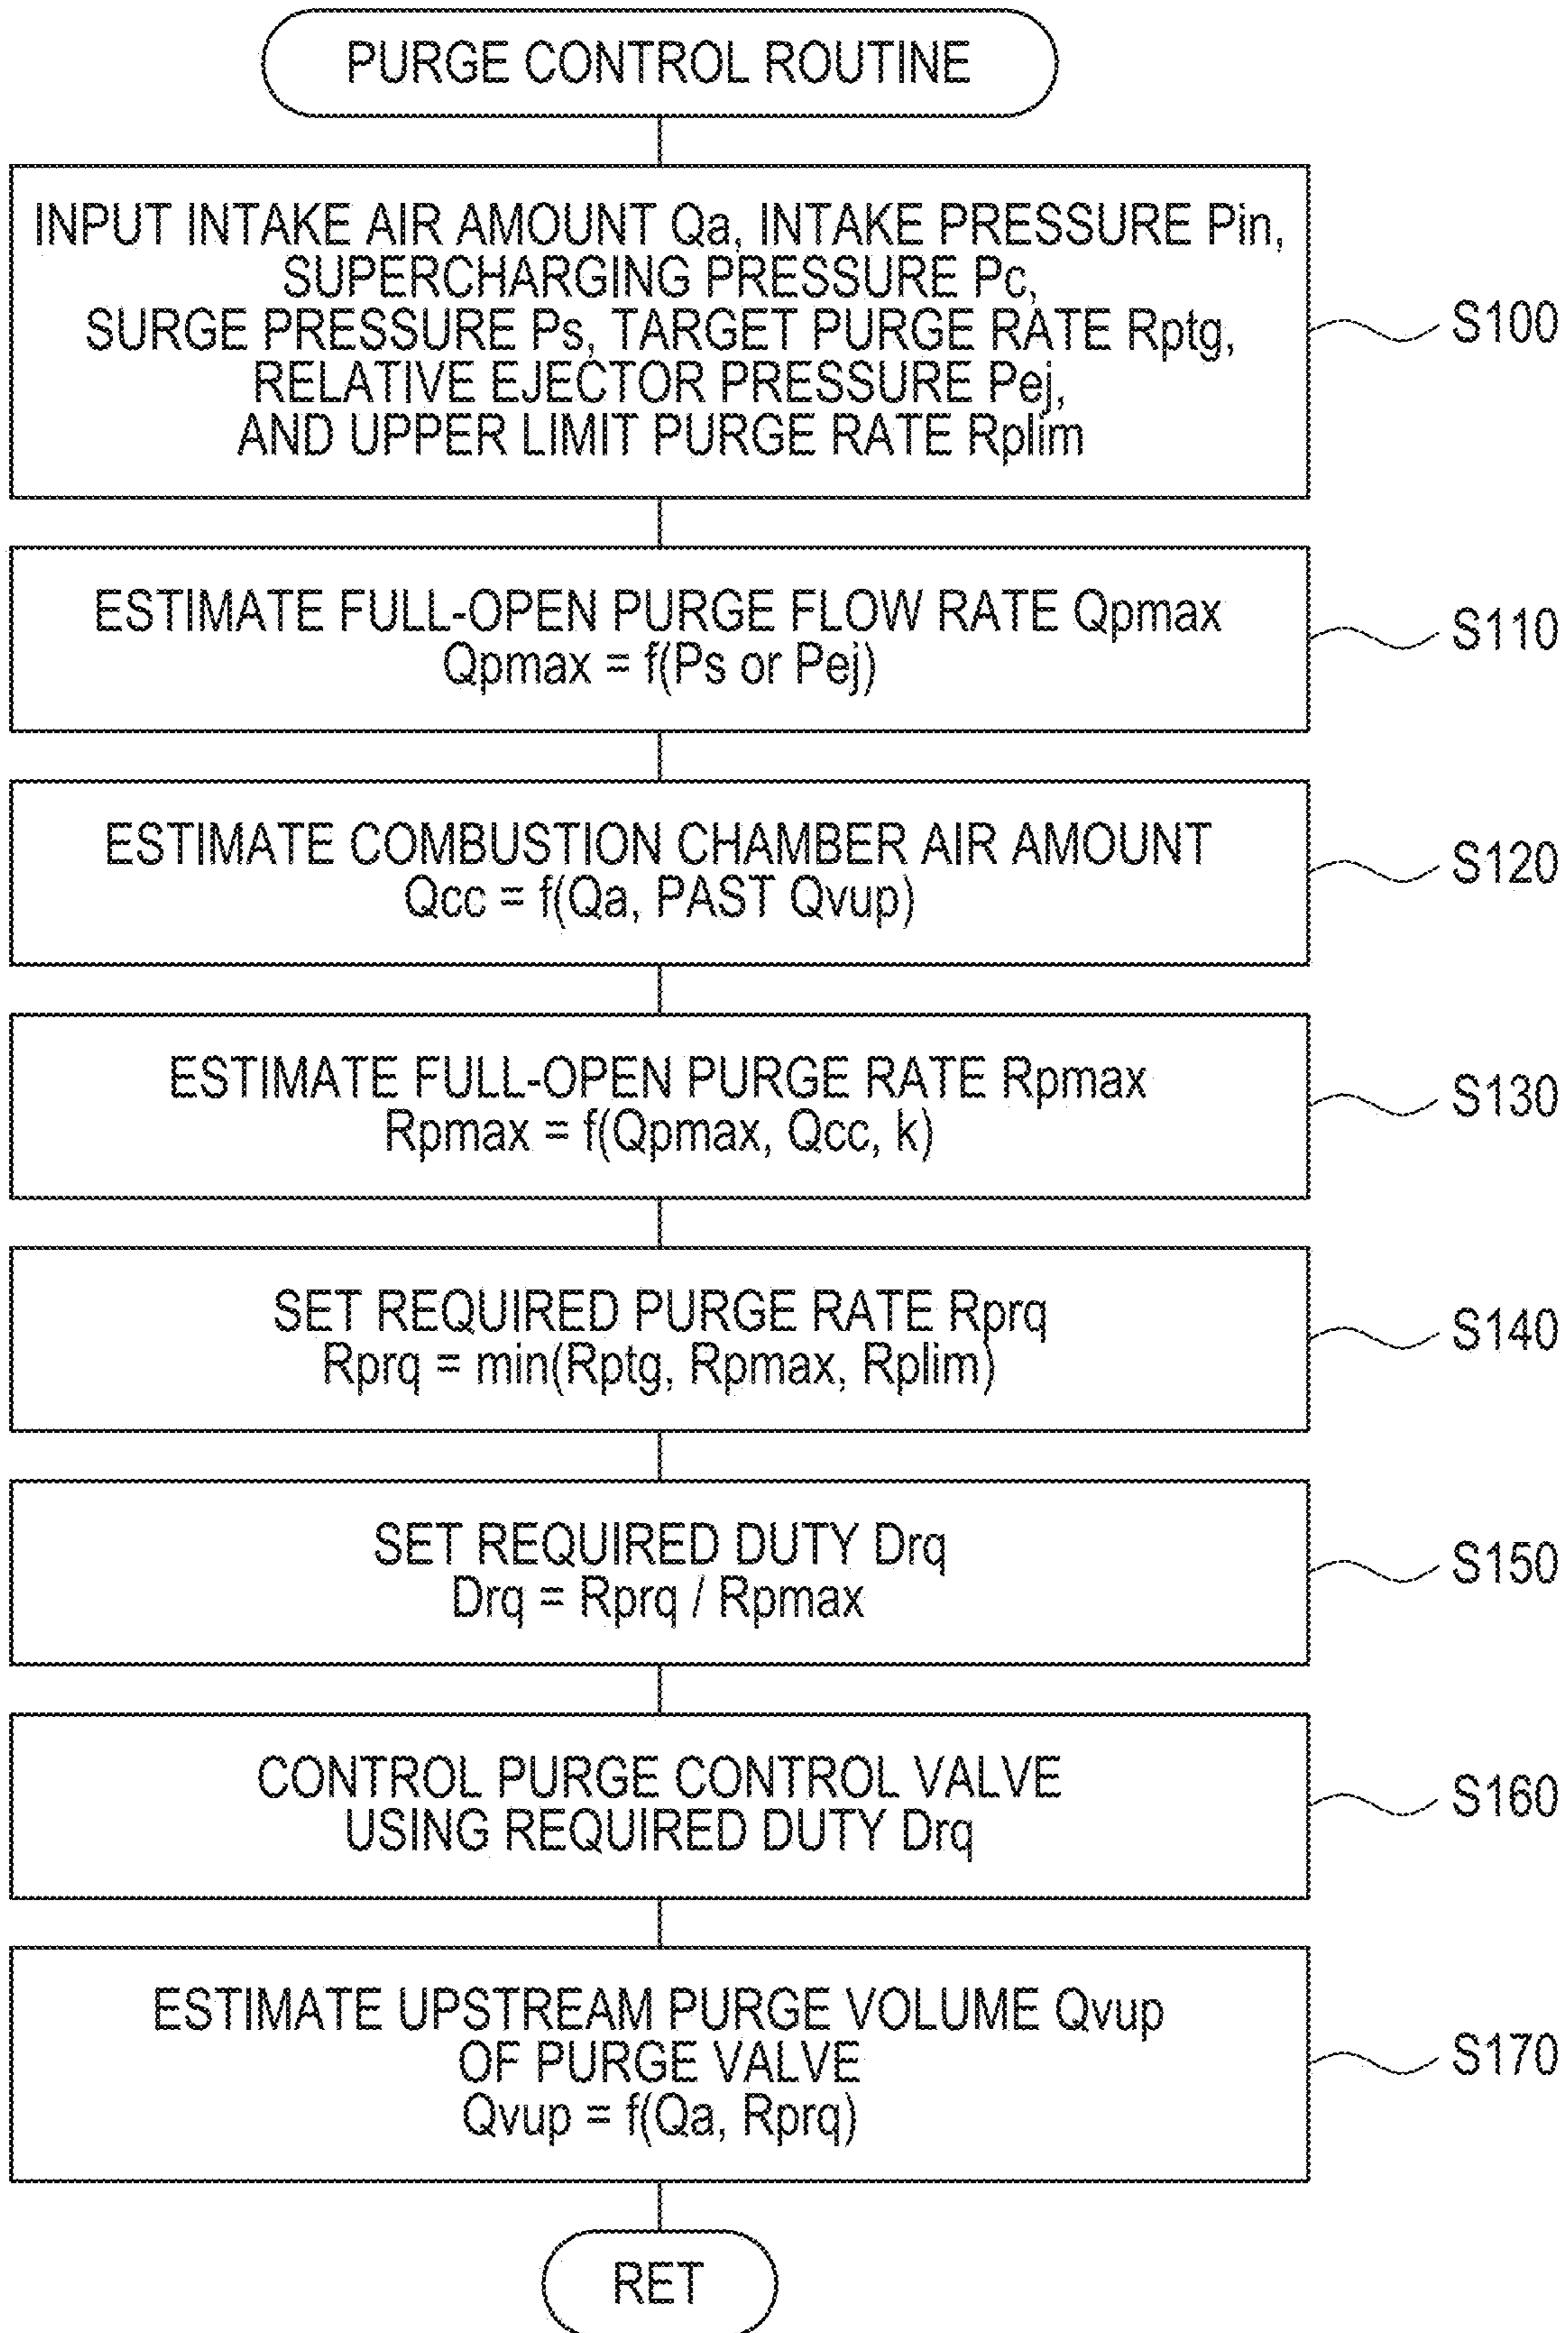 PURGE CONTROL ROUTINE
INPUT INTAKE AIR AMOUNT Qa, INTAKE PRESSURE Pin,
SUPERCHARGING PRESSURE Pc,
SURGE PRESSURE Ps, TARGET PURGE RATE Rptg,
RELATIVE EJECTOR PRESSURE Pej,
AND UPPER LIMIT PURGE RATE Rplim
S100
ESTIMATE FULL-OPEN PURGE FLOW RATE Qpmax
Qpmax = f(Ps or Pej)
S110
ESTIMATE COMBUSTION CHAMBER AIR AMOUNT
Qcc = f(Qa, PAST Qvup)
S120
ESTIMATE FULL-OPEN PURGE RATE Rpmax
Rpmax = f(Qpmax, Qcc, k)
S130
SET REQUIRED PURGE RATE Rprq
Rprq = min(Rptg, Rpmax, Rplim)
S140
SET REQUIRED DUTY Drq
Drq = Rprq / Rpmax
S150
CONTROL PURGE CONTROL VALVE
USING REQUIRED DUTY Drq
S160
ESTIMATE UPSTREAM PURGE VOLUME Qvup
OF PURGE VALVE
Qvup = f(Qa, Rprq)
S170
RET